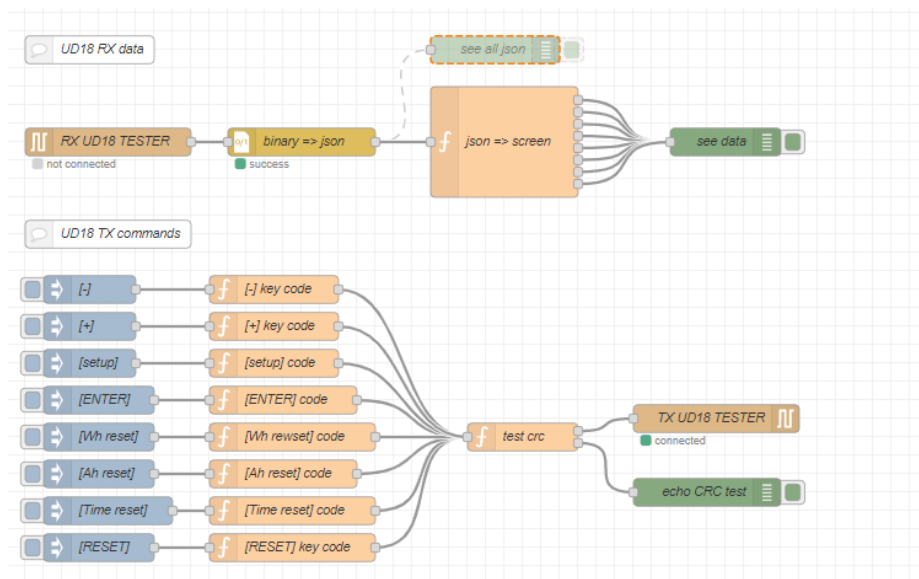 UD18 RX data
see all json
RX UD18 TESTER
not connected
0/1
binary => json
success
f
json => screen
see data
UD18 TX commands
[-]
f
[-] key code
[+]
f
[+] key code
[setup]
f
[setup] code
[ENTER]
f
[ENTER] code
TX UD18 TESTER
connected
[Wh reset]
f
[Wh rewset] code
f
test crc
[Ah reset]
f
[Ah reset] code
echo CRC test
[Time reset]
f
[Time reset] code
[RESET]
f
[RESET] key code